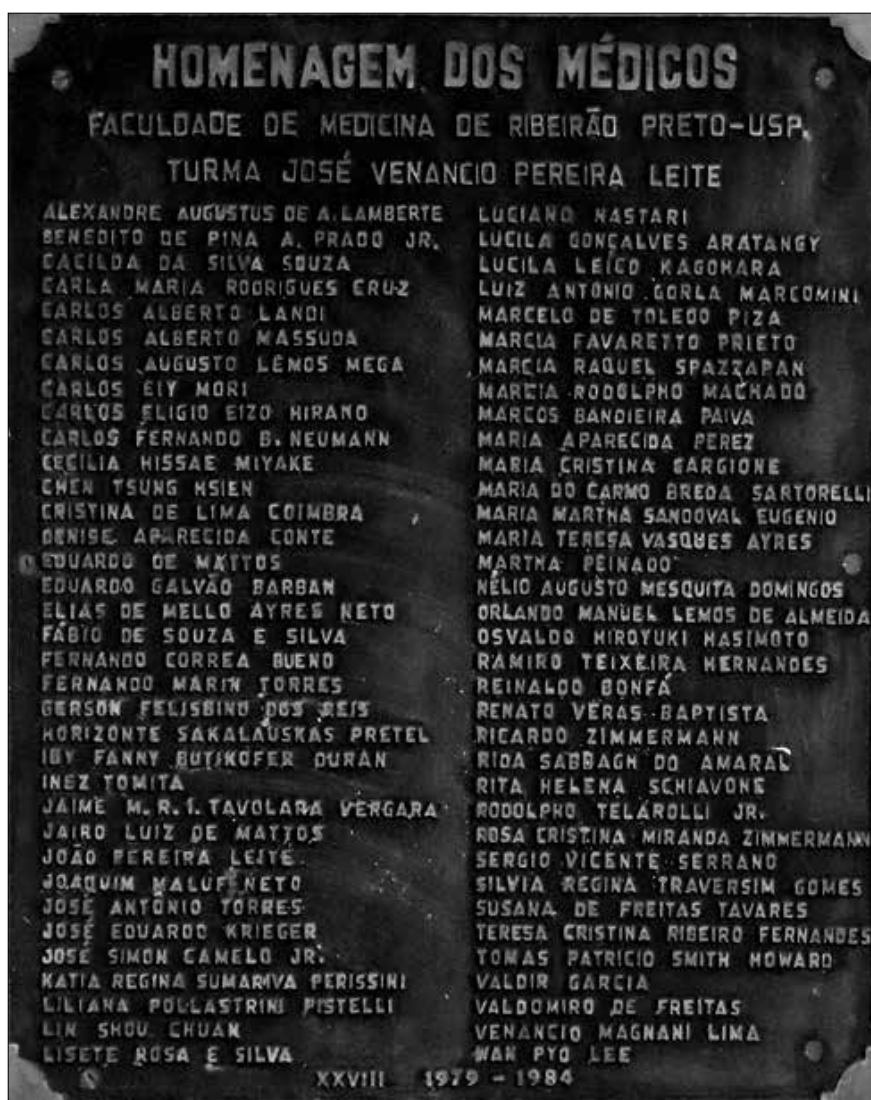 HOMENAGEM DOS MÉDICOS
FACULDADE DE MEDICINA DE RIBEIRÃO PRETO-USP.
TURMA JOSÉ VENANCIO PEREIRA LEITE
ALEXANDRE AUGUSTUS DE A. LAMBERTE
BENEDITO DE PINA A. PRADO JR.
CACILDA DA SILVA SOUZA
CARLA MARIA RODRIGUES CRUZ
CARLOS ALBERTO LANDI
CARLOS ALBERTO MASSUDA
CARLOS AUGUSTO LEMOS MEGA
CARLOS EIY MORI
CARLOS ELIGIO EIZO HIRANO
CARLOS FERNANDO B. NEUMANN
CECÍLIA HISSAE MIYAKE
CHEN TSUNG HSIEN
CRISTINA DE LIMA COIMBRA
DENISE APARECIDA CONTE
EDUARDO DE MATTOS
EDUARDO GALVÃO BARBAN
ELIAS DE MELLO AYRES NETO
FÁBIO DE SOUZA E SILVA
FERNANDO CORREA BUENO
FERNANDO MARIN TORRES
GERSON FELISBINO DOS REIS
HORIZONTE SAKALAUSKAS PRETEL
IBY FANNY BUTIKOFER DURAN
INEZ TOMITA
JAIME M. R. TAVOLARA VERGARA
JAIRO LUIZ DE MATTOS
JOÃO PEREIRA LEITE
JOAQUIM MALUF NETO
JOSÉ ANTÔNIO TORRES
JOSÉ EDUARDO KRIEGER
JOSÉ SIMON CAMELO JR.
KATIA REGINA SUMARIVA PERISSINI
LILIANA POLLASTRINI PISTELLI
LIN SHOU CHUAN
LISETE ROSA E SILVA
LUCIANO NASTARI
LUCILA GONÇALVES ARATANGY
LUCILA LEICO KAGOHARA
LUIZ ANTONIO GORLA MARCOMINI
MARCELO DE TOLEDO PIZA
MARCIA FAVARETTO PRIETO
MARCIA RAQUEL SPAZZAPAN
MARCIA RODOLPHO MACHADO
MARCOS BANDIEIRA PAIVA
MARIA APARECIDA PEREZ
MARIA CRISTINA GARGIONE
MARIA DO CARMO BREDA SARTORELLI
MARIA MARTHA SANDOVAL EUGENIO
MARIA TERESA VASQUES AYRES
MARTHA PEINADO
NÉLIO AUGUSTO MESQUITA DOMINGOS
ORLANDO MANUEL LEMOS DE ALMEIDA
OSVALDO HIROYUKI HASIMOTO
RAMIRO TEIXEIRA HERNANDES
REINALDO BONFÁ
RENATO VERAS BAPTISTA
RICARDO ZIMMERMANN
RIDA SABBAGH DO AMARAL
RITA HELENA SCHIAVONE
RODOLPHO TELAROLLI JR.
ROSA CRISTINA MIRANDA ZIMMERMANN
SERGIO VICENTE SERRANO
SILVIA REGINA TRAVERSIM GOMES
SUSANA DE FREITAS TAVARES
TERESA CRISTINA RIBEIRO FERNANDES
TOMAS PATRICIO SMITH HOWARD
VALDIR GARCIA
VALDOMIRO DE FREITAS
VENANCIO MAGNANI LIMA
WAN PYO LEE
XXVIII 1979 - 1984